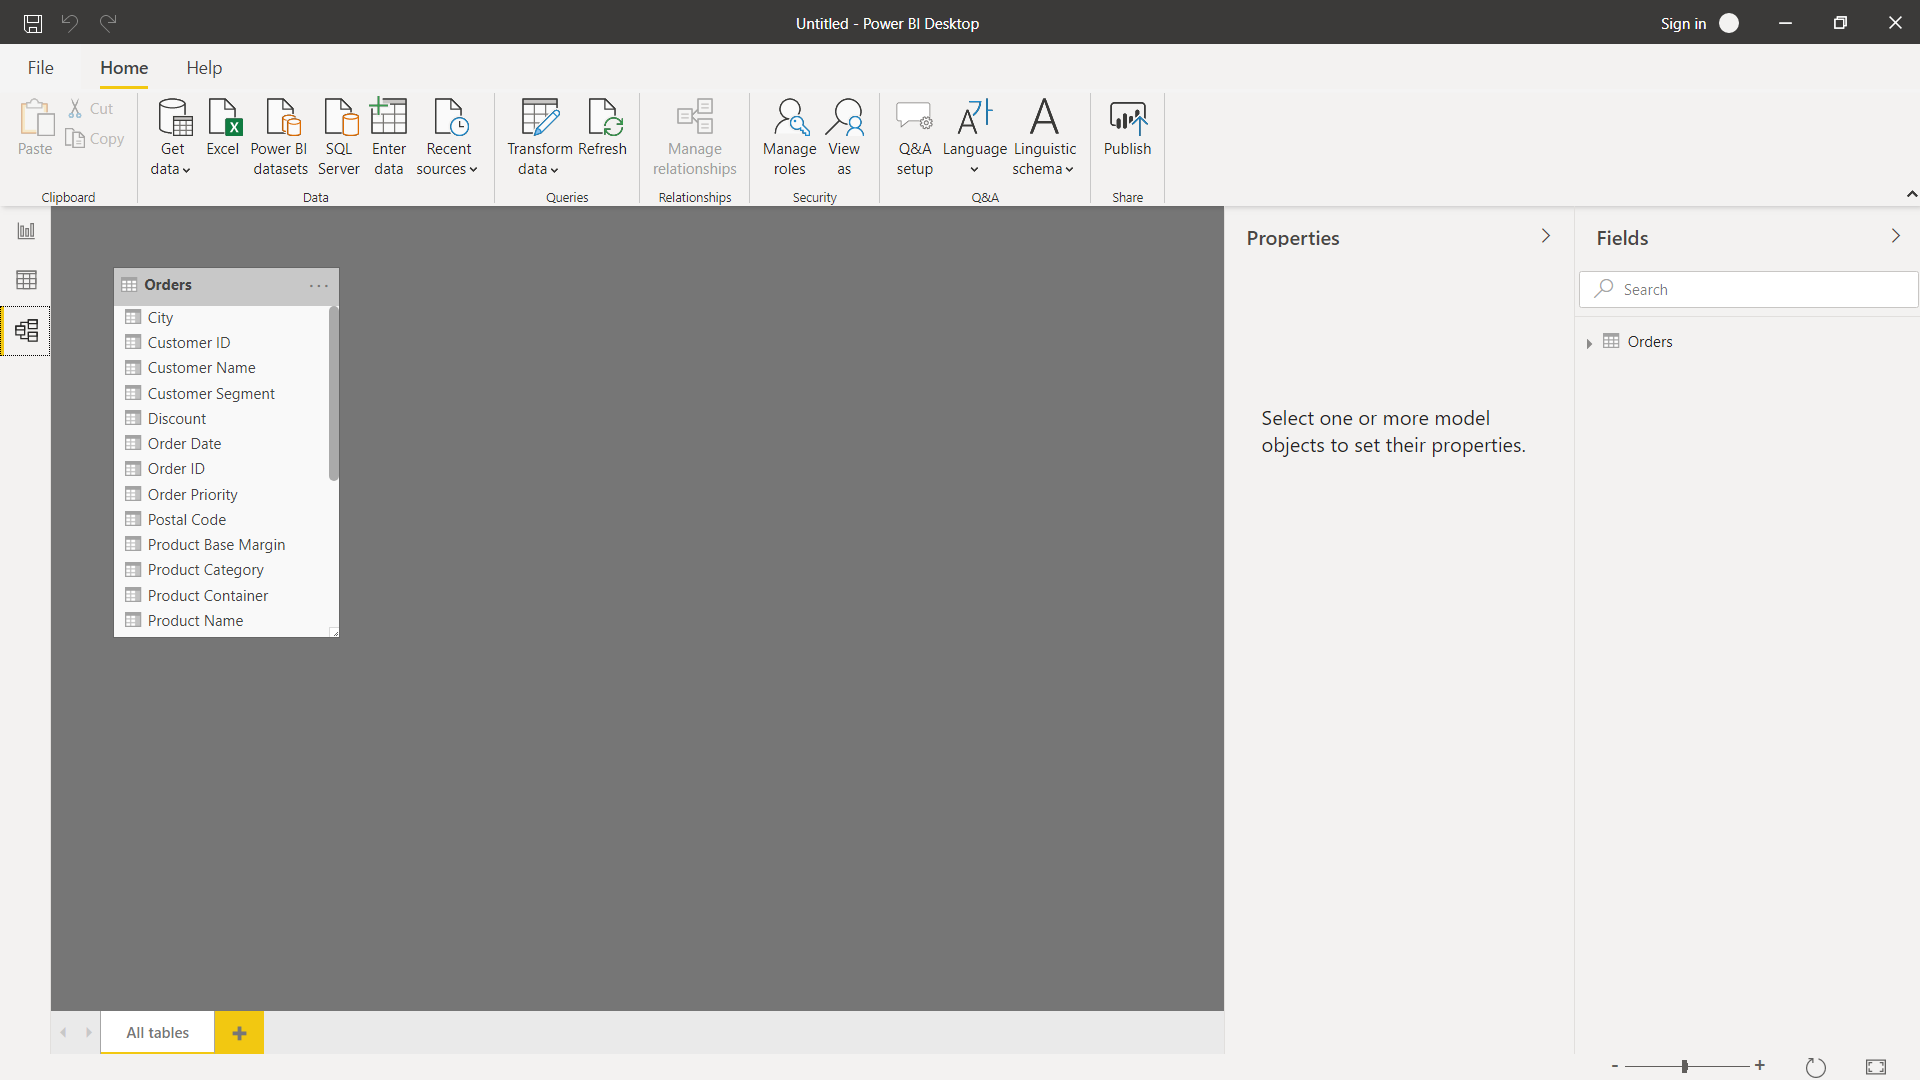 Untitled - Power BI Desktop
Sign in
File
Home
Help
Paste
Cut
Copy
Clipboard
Get data
Excel
Power BI datasets
SQL Server
Enter data
Recent sources
Data
Transform data
Refresh
Queries
Manage relationships
Relationships
Manage roles
View as
Security
Q&A setup
Language
Linguistic schema
Q&A
Publish
Share
Orders
City
Customer ID
Customer Name
Customer Segment
Discount
Order Date
Order ID
Order Priority
Postal Code
Product Base Margin
Product Category
Product Container
Product Name
Properties
Select one or more model
objects to set their properties.
Fields
Search
Orders
All tables